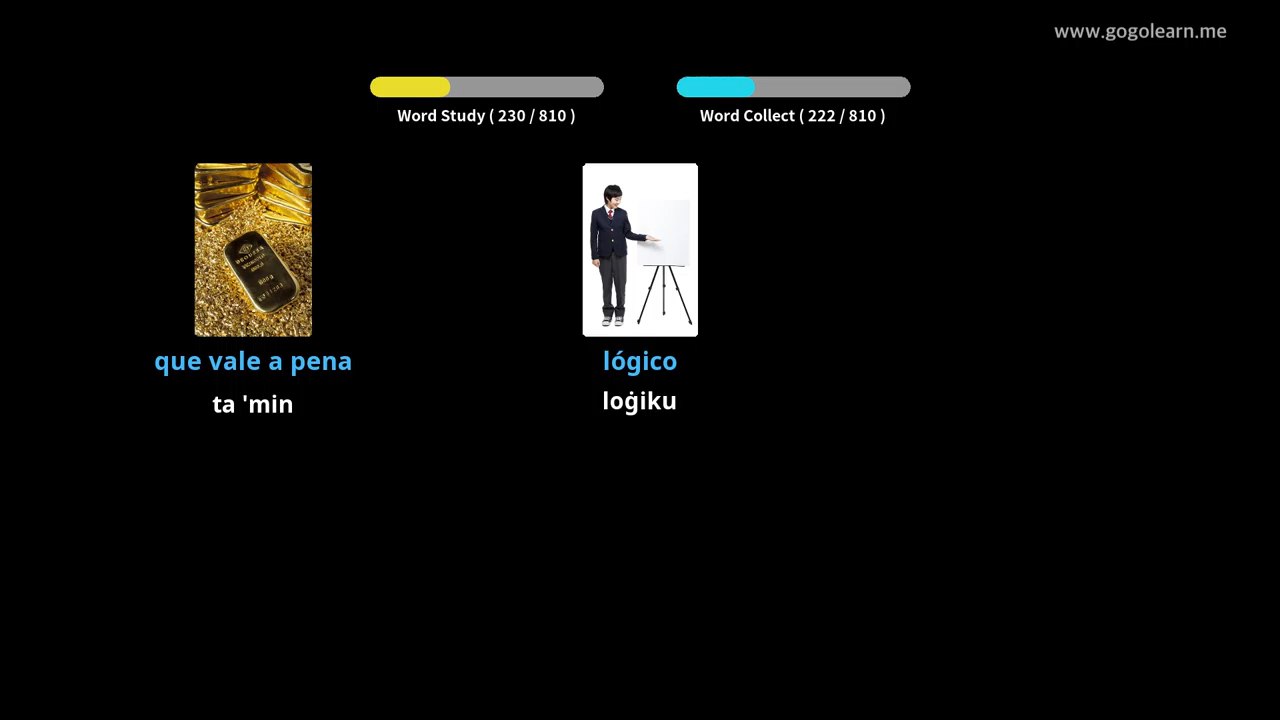 www.gogolearn.me
Word Study ( 230 / 810 )
Word Collect ( 222 / 810 )
que vale a pena
ta 'min
lógico
loġiku